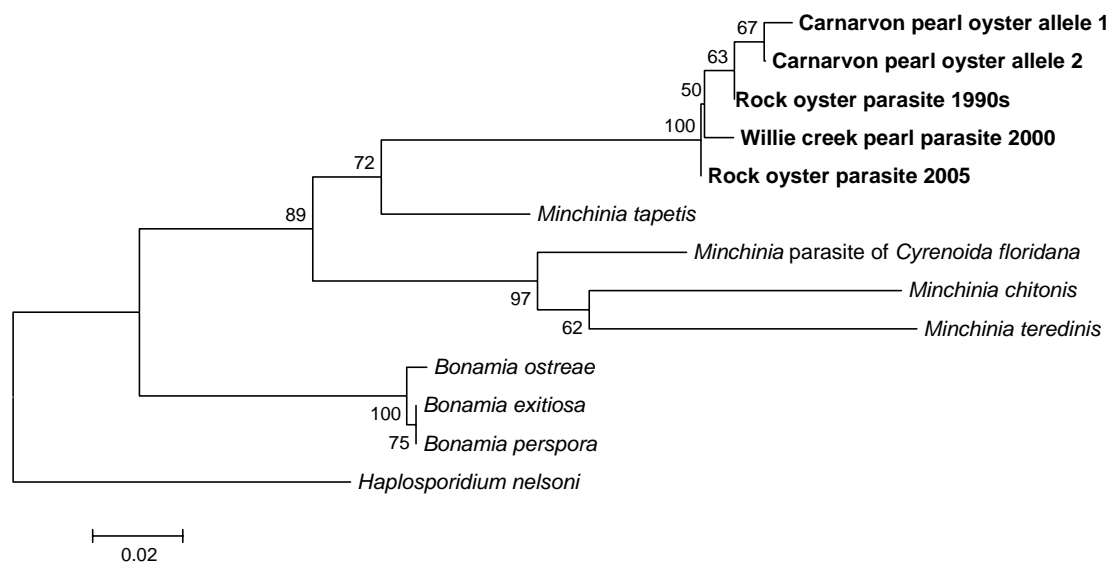 Carnarvon pearl oyster allele 1
67
Carnarvon pearl oyster allele 2
63
50
Rock oyster parasite 1990s
100
Willie creek pearl parasite 2000
72
Rock oyster parasite 2005
89
Minchinia tapetis
Minchinia parasite of Cyrenoida floridana
97
Minchinia chitonis
62
Minchinia teredinis
Bonamia ostreae
100
Bonamia exitiosa
75
Bonamia perspora
Haplosporidium nelsoni
0.02